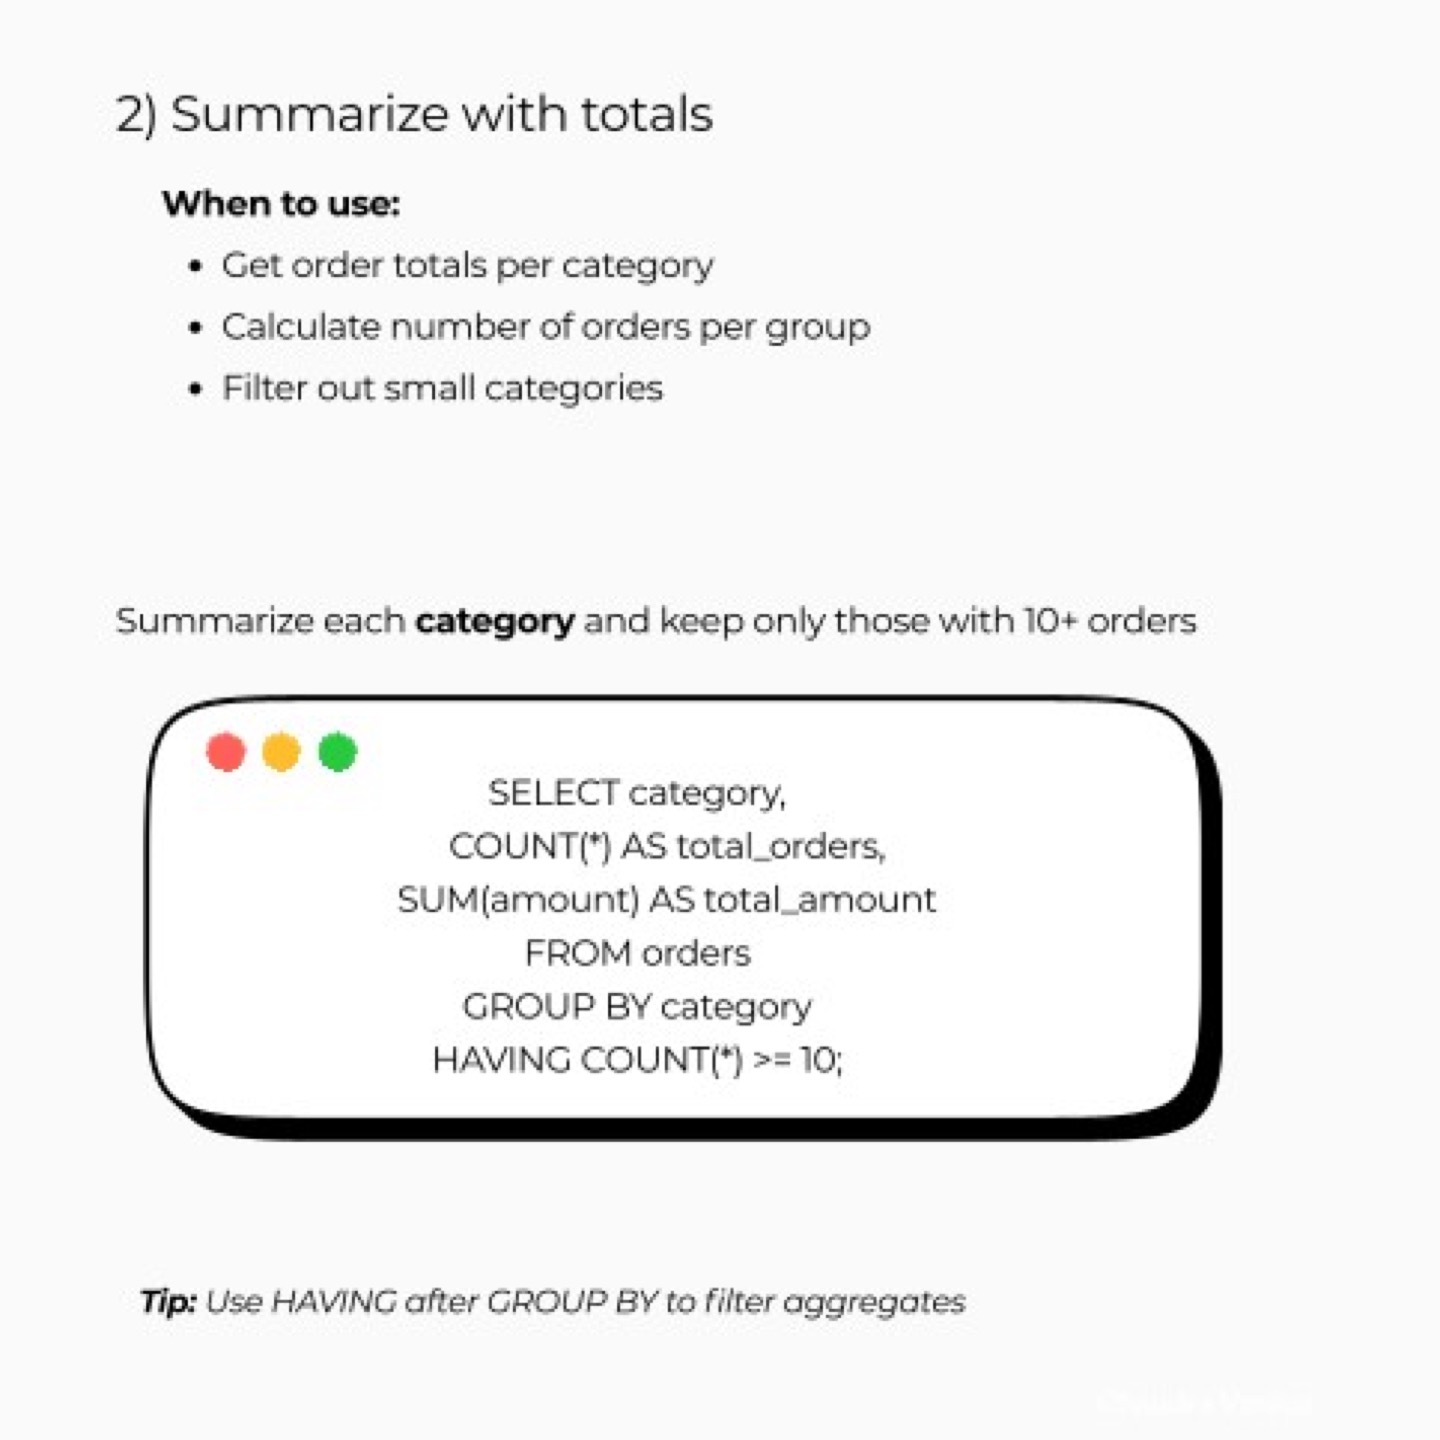 2) Summarize with totals
When to use:
• Get order totals per category
• Calculate number of orders per group
• Filter out small categories
Summarize each category and keep only those with 10+ orders
SELECT category,
COUNT(*) AS total_orders,
SUM(amount) AS total_amount
FROM orders
GROUP BY category
HAVING COUNT(*) >= 10;
Tip: Use HAVING after GROUP BY to filter aggregates